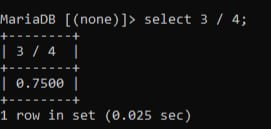 MariaDB [(none)]> select 3 / 4;
+--------+
| 3 / 4  |
+--------+
| 0.7500 |
+--------+
1 row in set (0.025 sec)